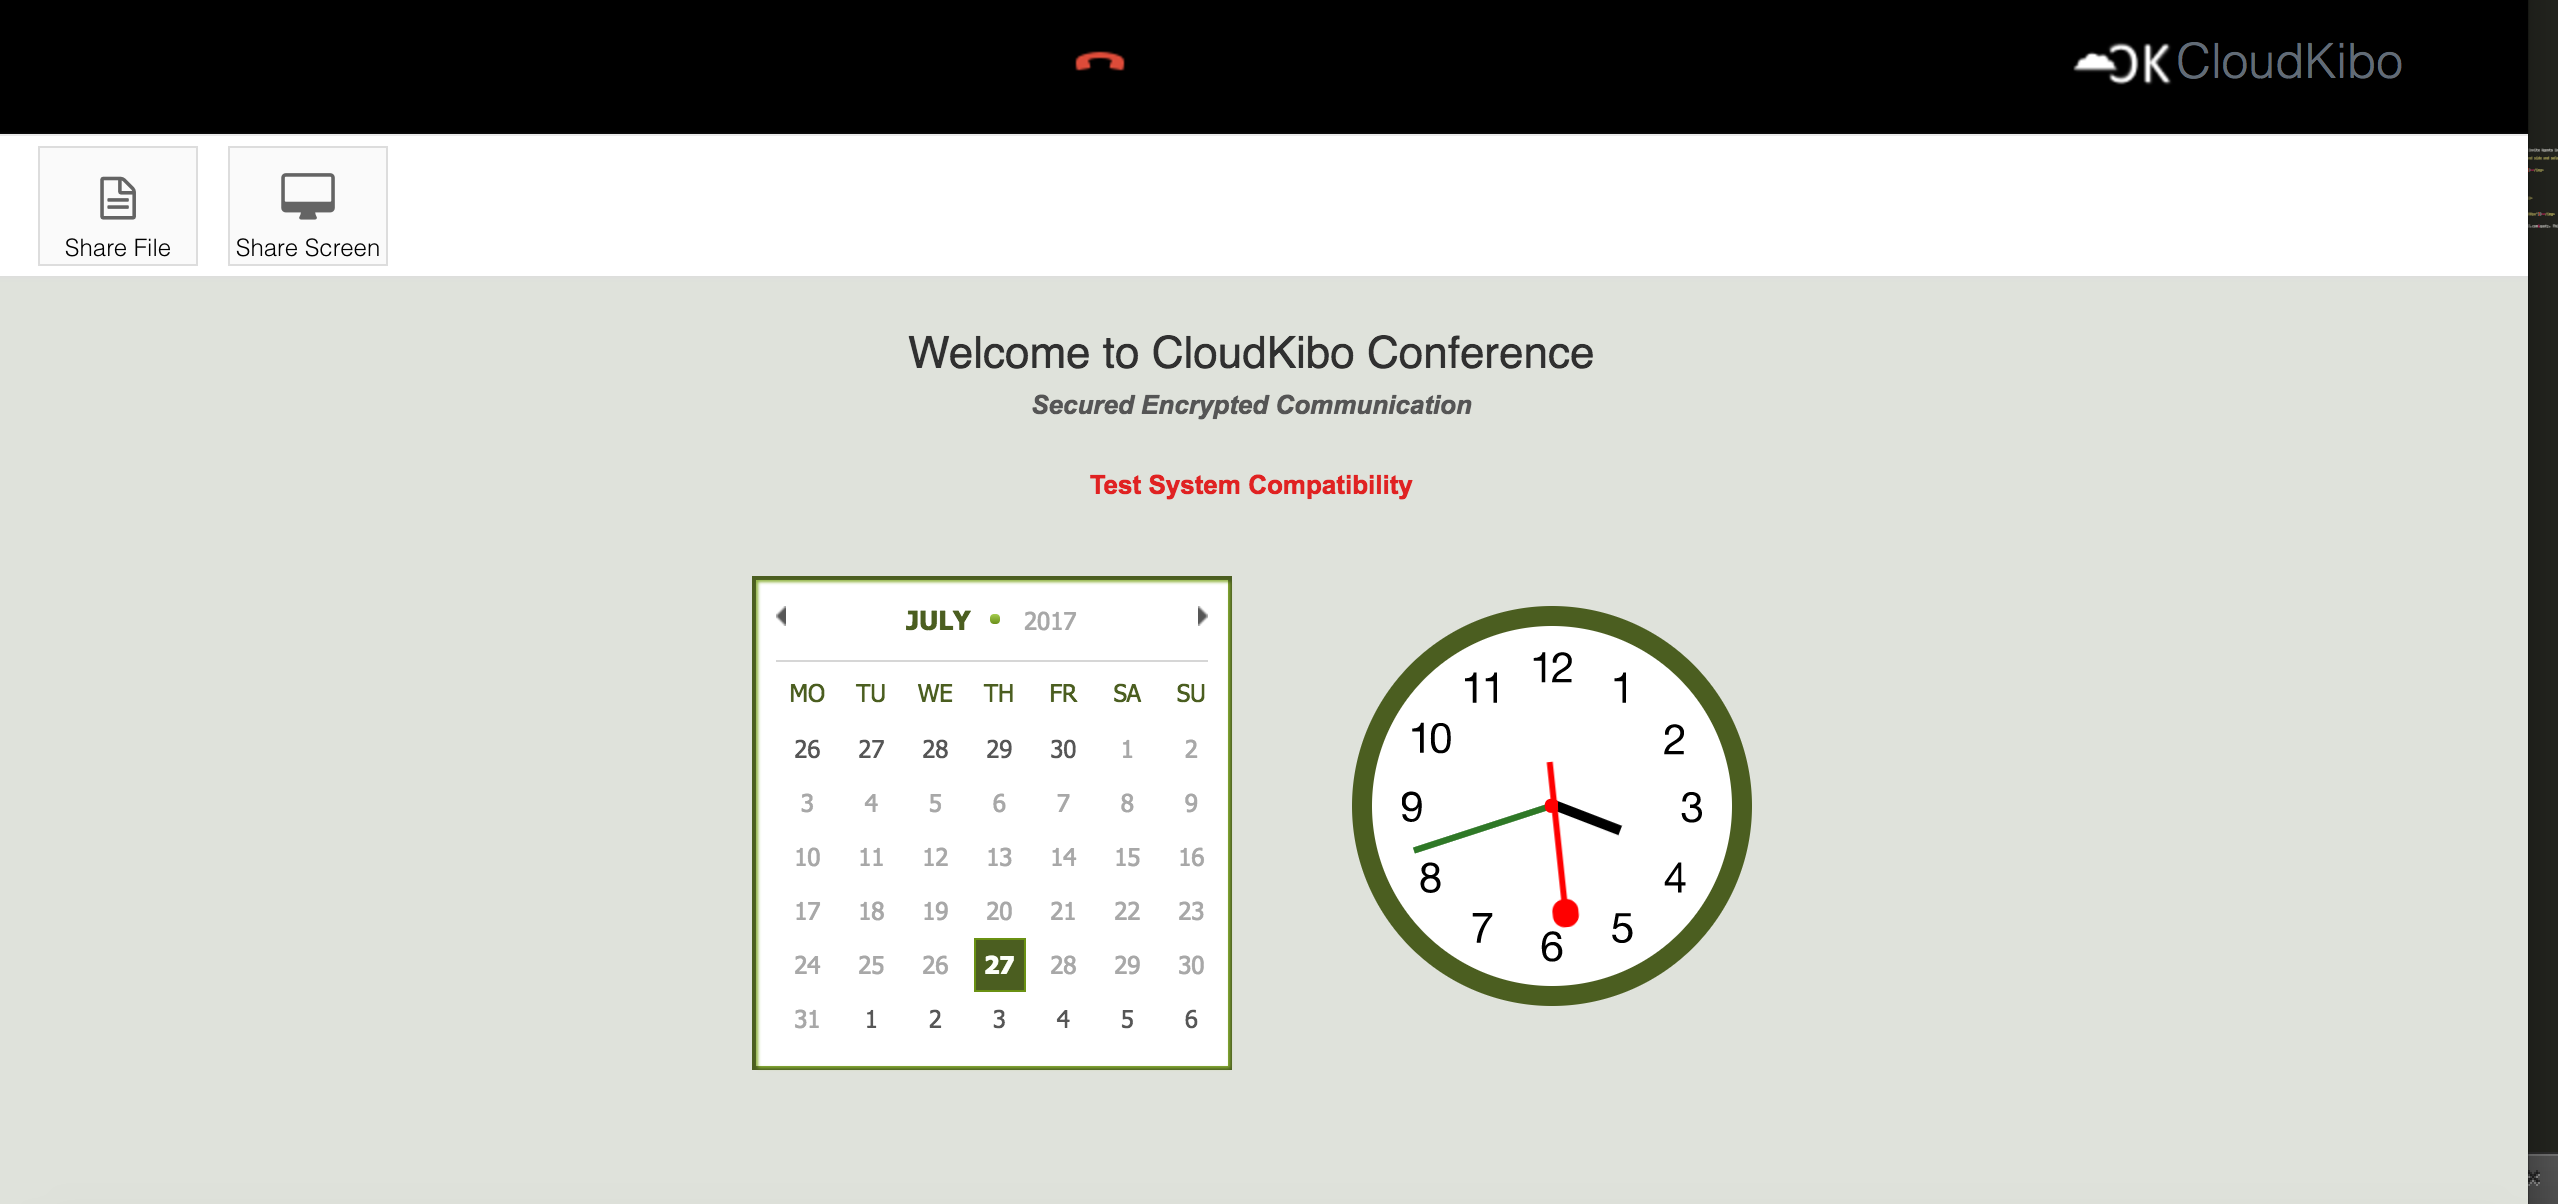 CK CloudKibo
Share File
Share Screen
Welcome to CloudKibo Conference
Secured Encrypted Communication
Test System Compatibility
JULY • 2017
MO TU WE TH FR SA SU
26 27 28 29 30 1 2
3 4 5 6 7 8 9
10 11 12 13 14 15 16
17 18 19 20 21 22 23
24 25 26 27 28 29 30
31 1 2 3 4 5 6
12
11 1
10 2
9 3
8 4
7 5
6